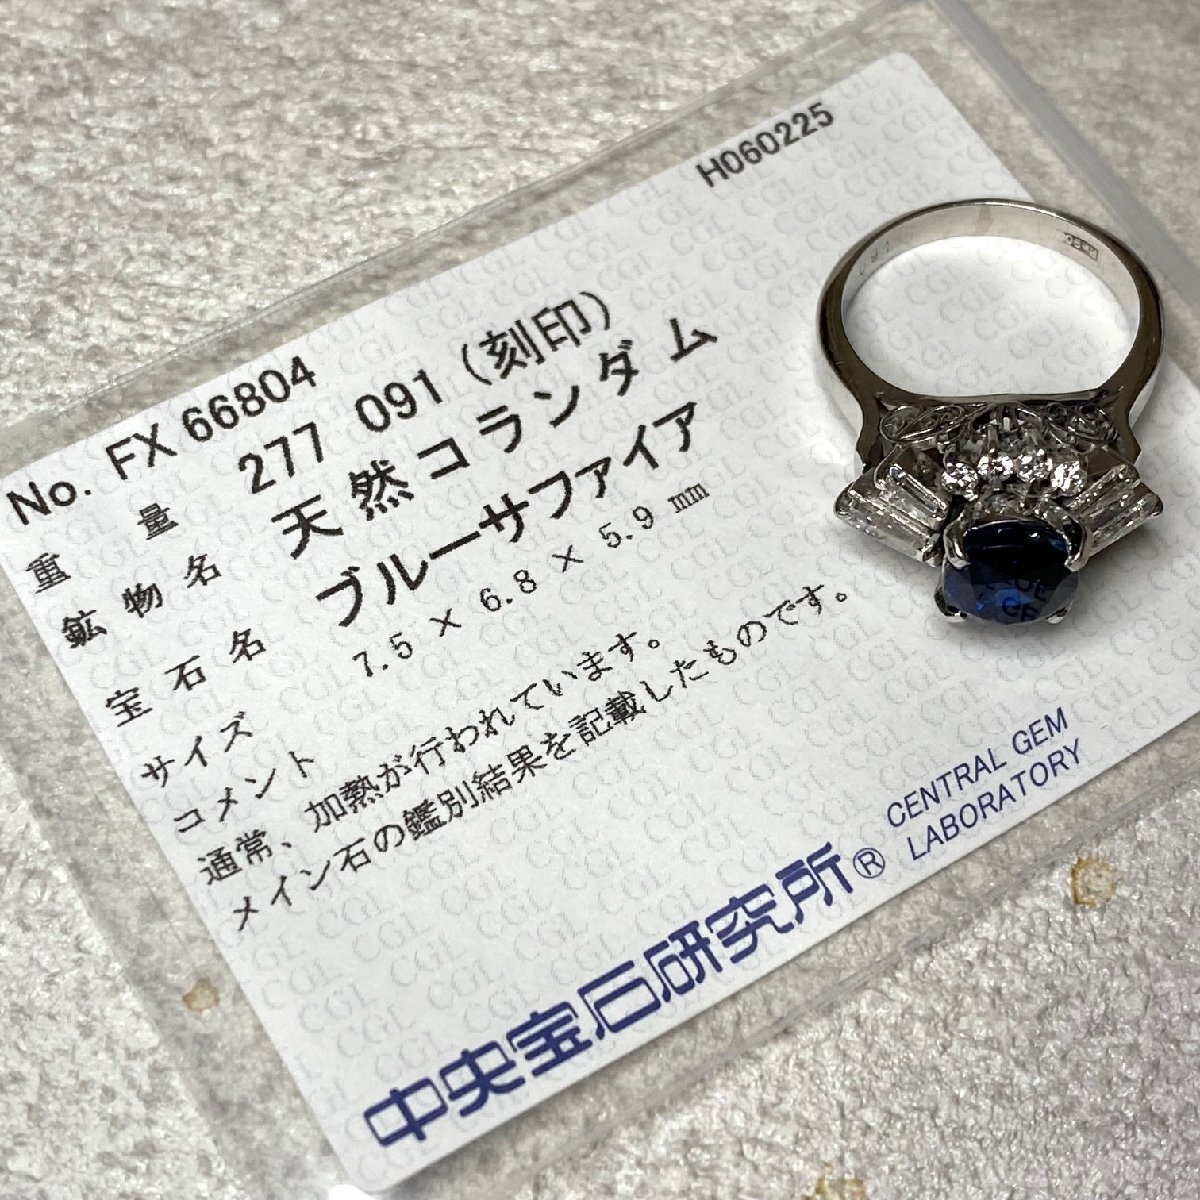 H060225
No. FX 66804
重量 277 091 (刻印)
鉱物名 天然コランダム
宝石名 ブルーサファイア
サイズ 7.5 × 6.8 × 5.9 mm
コメント
通常、加熱が行われています。
メイン石の鑑別結果を記載したものです。
中央宝石研究所®
CENTRAL GEM
LABORATORY